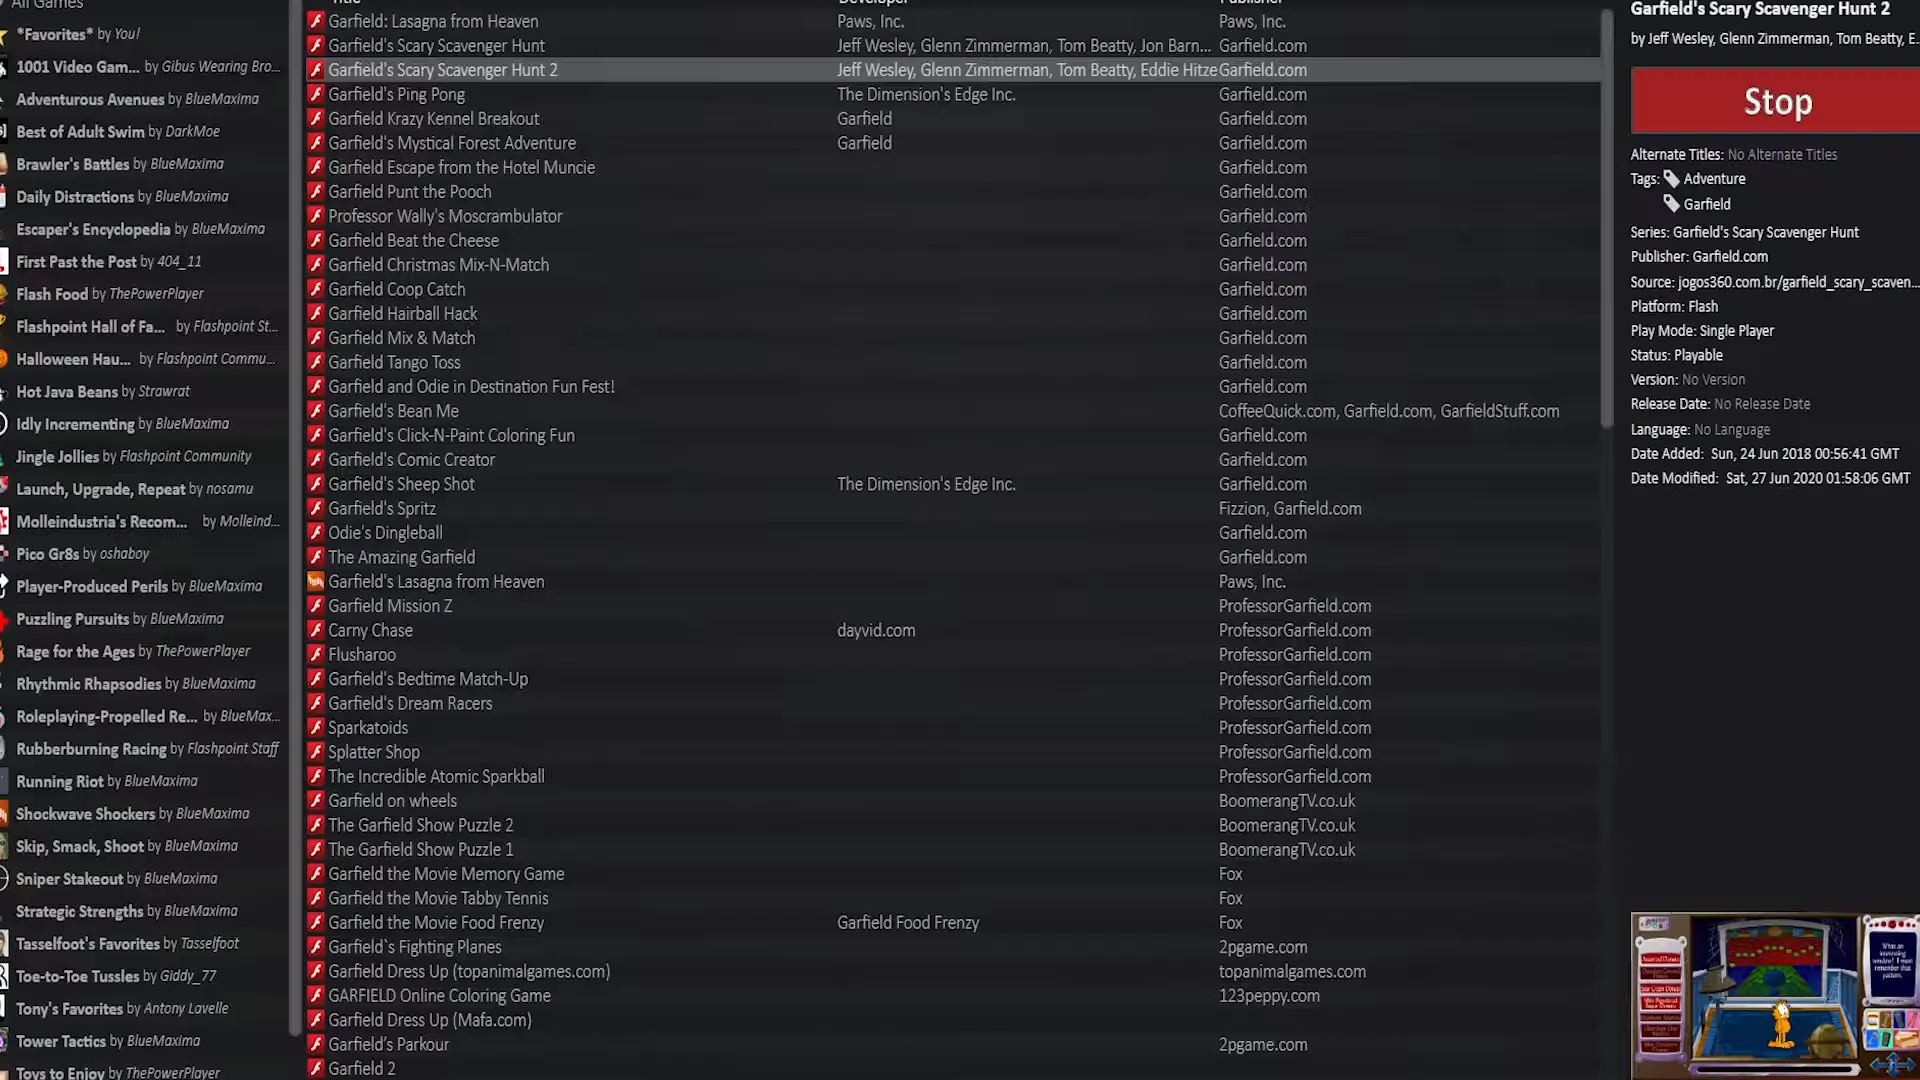 All Games
*Favorites* by You!
1001 Video Gam... by Gibus Wearing Bro...
Adventurous Avenues by BlueMaxima
Best of Adult Swim by DarkMoe
Brawler's Battles by BlueMaxima
Daily Distractions by BlueMaxima
Escaper's Encyclopedia by BlueMaxima
First Past the Post by 404_11
Flash Food by ThePowerPlayer
Flashpoint Hall of Fa... by Flashpoint St...
Halloween Hau... by Flashpoint Commu...
Hot Java Beans by Strawrat
Idly Incrementing by BlueMaxima
Jingle Jollies by Flashpoint Community
Launch, Upgrade, Repeat by nosamu
Molleindustria's Recom... by Molleind...
Pico Gr8s by oshaboy
Player-Produced Perils by BlueMaxima
Puzzling Pursuits by BlueMaxima
Rage for the Ages by ThePowerPlayer
Rhythmic Rhapsodies by BlueMaxima
Roleplaying-Propelled Re... by BlueMax...
Rubberburning Racing by Flashpoint Staff
Running Riot by BlueMaxima
Shockwave Shockers by BlueMaxima
Skip, Smack, Shoot by BlueMaxima
Sniper Stakeout by BlueMaxima
Strategic Strengths by BlueMaxima
Tasselfoot's Favorites by Tasselfoot
Toe-to-Toe Tussles by Giddy_77
Tony's Favorites by Antony Lavelle
Tower Tactics by BlueMaxima
Toys to Enjoy by ThePowerPlayer
Title Developer Publisher
Garfield: Lasagna from Heaven Paws, Inc. Paws, Inc.
Garfield's Scary Scavenger Hunt Jeff Wesley, Glenn Zimmerman, Tom Beatty, Jon Barn... Garfield.com
Garfield's Scary Scavenger Hunt 2 Jeff Wesley, Glenn Zimmerman, Tom Beatty, Eddie Hitze Garfield.com
Garfield's Ping Pong The Dimension's Edge Inc. Garfield.com
Garfield Krazy Kennel Breakout Garfield Garfield.com
Garfield's Mystical Forest Adventure Garfield Garfield.com
Garfield Escape from the Hotel Muncie Garfield.com
Garfield Punt the Pooch Garfield.com
Professor Wally's Moscrambulator Garfield.com
Garfield Beat the Cheese Garfield.com
Garfield Christmas Mix-N-Match Garfield.com
Garfield Coop Catch Garfield.com
Garfield Hairball Hack Garfield.com
Garfield Mix & Match Garfield.com
Garfield Tango Toss Garfield.com
Garfield and Odie in Destination Fun Fest! Garfield.com
Garfield's Bean Me CoffeeQuick.com, Garfield.com, GarfieldStuff.com
Garfield's Click-N-Paint Coloring Fun Garfield.com
Garfield's Comic Creator Garfield.com
Garfield's Sheep Shot The Dimension's Edge Inc. Garfield.com
Garfield's Spritz Fizzion, Garfield.com
Odie's Dingleball Garfield.com
The Amazing Garfield Garfield.com
Garfield's Lasagna from Heaven Paws, Inc.
Garfield Mission Z ProfessorGarfield.com
Carny Chase dayvid.com ProfessorGarfield.com
Flusharoo ProfessorGarfield.com
Garfield's Bedtime Match-Up ProfessorGarfield.com
Garfield's Dream Racers ProfessorGarfield.com
Sparkatoids ProfessorGarfield.com
Splatter Shop ProfessorGarfield.com
The Incredible Atomic Sparkball ProfessorGarfield.com
Garfield on wheels BoomerangTV.co.uk
The Garfield Show Puzzle 2 BoomerangTV.co.uk
The Garfield Show Puzzle 1 BoomerangTV.co.uk
Garfield the Movie Memory Game Fox
Garfield the Movie Tabby Tennis Fox
Garfield the Movie Food Frenzy Garfield Food Frenzy Fox
Garfield`s Fighting Planes 2pgame.com
Garfield Dress Up (topanimalgames.com) topanimalgames.com
GARFIELD Online Coloring Game 123peppy.com
Garfield Dress Up (Mafa.com)
Garfield's Parkour 2pgame.com
Garfield 2
Garfield's Scary Scavenger Hunt 2
by Jeff Wesley, Glenn Zimmerman, Tom Beatty, E...
Stop
Alternate Titles: No Alternate Titles
Tags: Adventure
Garfield
Series: Garfield's Scary Scavenger Hunt
Publisher: Garfield.com
Source: jogos360.com.br/garfield_scary_scaven...
Platform: Flash
Play Mode: Single Player
Status: Playable
Version: No Version
Release Date: No Release Date
Language: No Language
Date Added: Sun, 24 Jun 2018 00:56:41 GMT
Date Modified: Sat, 27 Jun 2020 01:58:06 GMT
What an
interesting
window! I must
remember that
pattern.